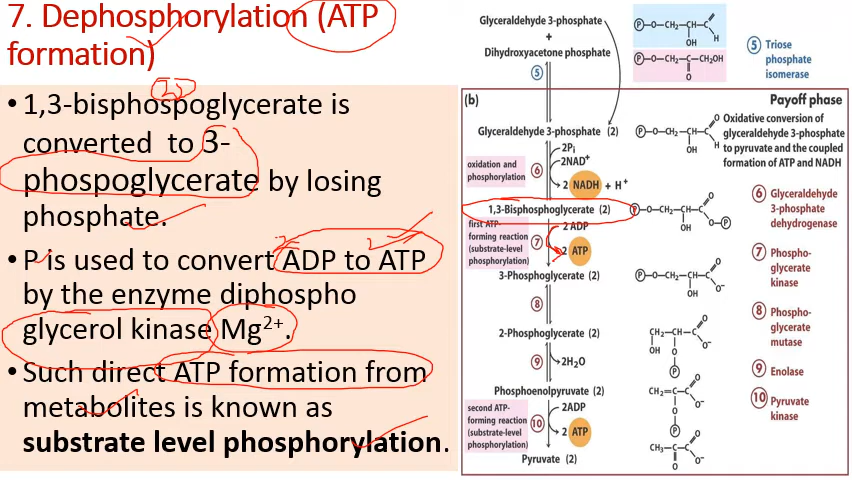 7. Dephosphorylation (ATP
formation)
• 1,3-bisphospoglycerate is
converted to 3-
phospoglycerate by losing
phosphate.
• P is used to convert ADP to ATP
by the enzyme diphospho
glycerol kinase Mg2+.
• Such direct ATP formation from
metabolites is known as
substrate level phosphorylation.
Glyceraldehyde 3-phosphate
+
Dihydroxyacetone phosphate
5
P—O—CH2—CH—C
O
OH
H
P—O—CH2—C—CH2OH
O
5 Triose
phosphate
isomerase
(b)
Payoff phase
Oxidative conversion of
glyceraldehyde 3-phosphate
to pyruvate and the coupled
formation of ATP and NADH
Glyceraldehyde 3-phosphate (2)
P—O—CH2—CH—C
O
OH
H
oxidation and
phosphorylation
6
2Pi
2NAD+
2 NADH + H+
1,3-Bisphosphoglycerate (2)
P—O—CH2—CH—C
O
OH
O—P
first ATP-
forming reaction
(substrate-level
phosphorylation)
7
2 ADP
2 ATP
3-Phosphoglycerate (2)
P—O—CH2—CH—C
O
OH
O−
8
2-Phosphoglycerate (2)
CH2—CH—C
O
OH
O
O−
P
9
2H2O
Phosphoenolpyruvate (2)
CH2=C—C
O
O
O−
P
second ATP-
forming reaction
(substrate-level
phosphorylation)
10
2ADP
2 ATP
Pyruvate (2)
CH3—C—C
O
O
O−
6 Glyceraldehyde
3-phosphate
dehydrogenase
7 Phospho-
glycerate
kinase
8 Phospho-
glycerate
mutase
9 Enolase
10 Pyruvate
kinase